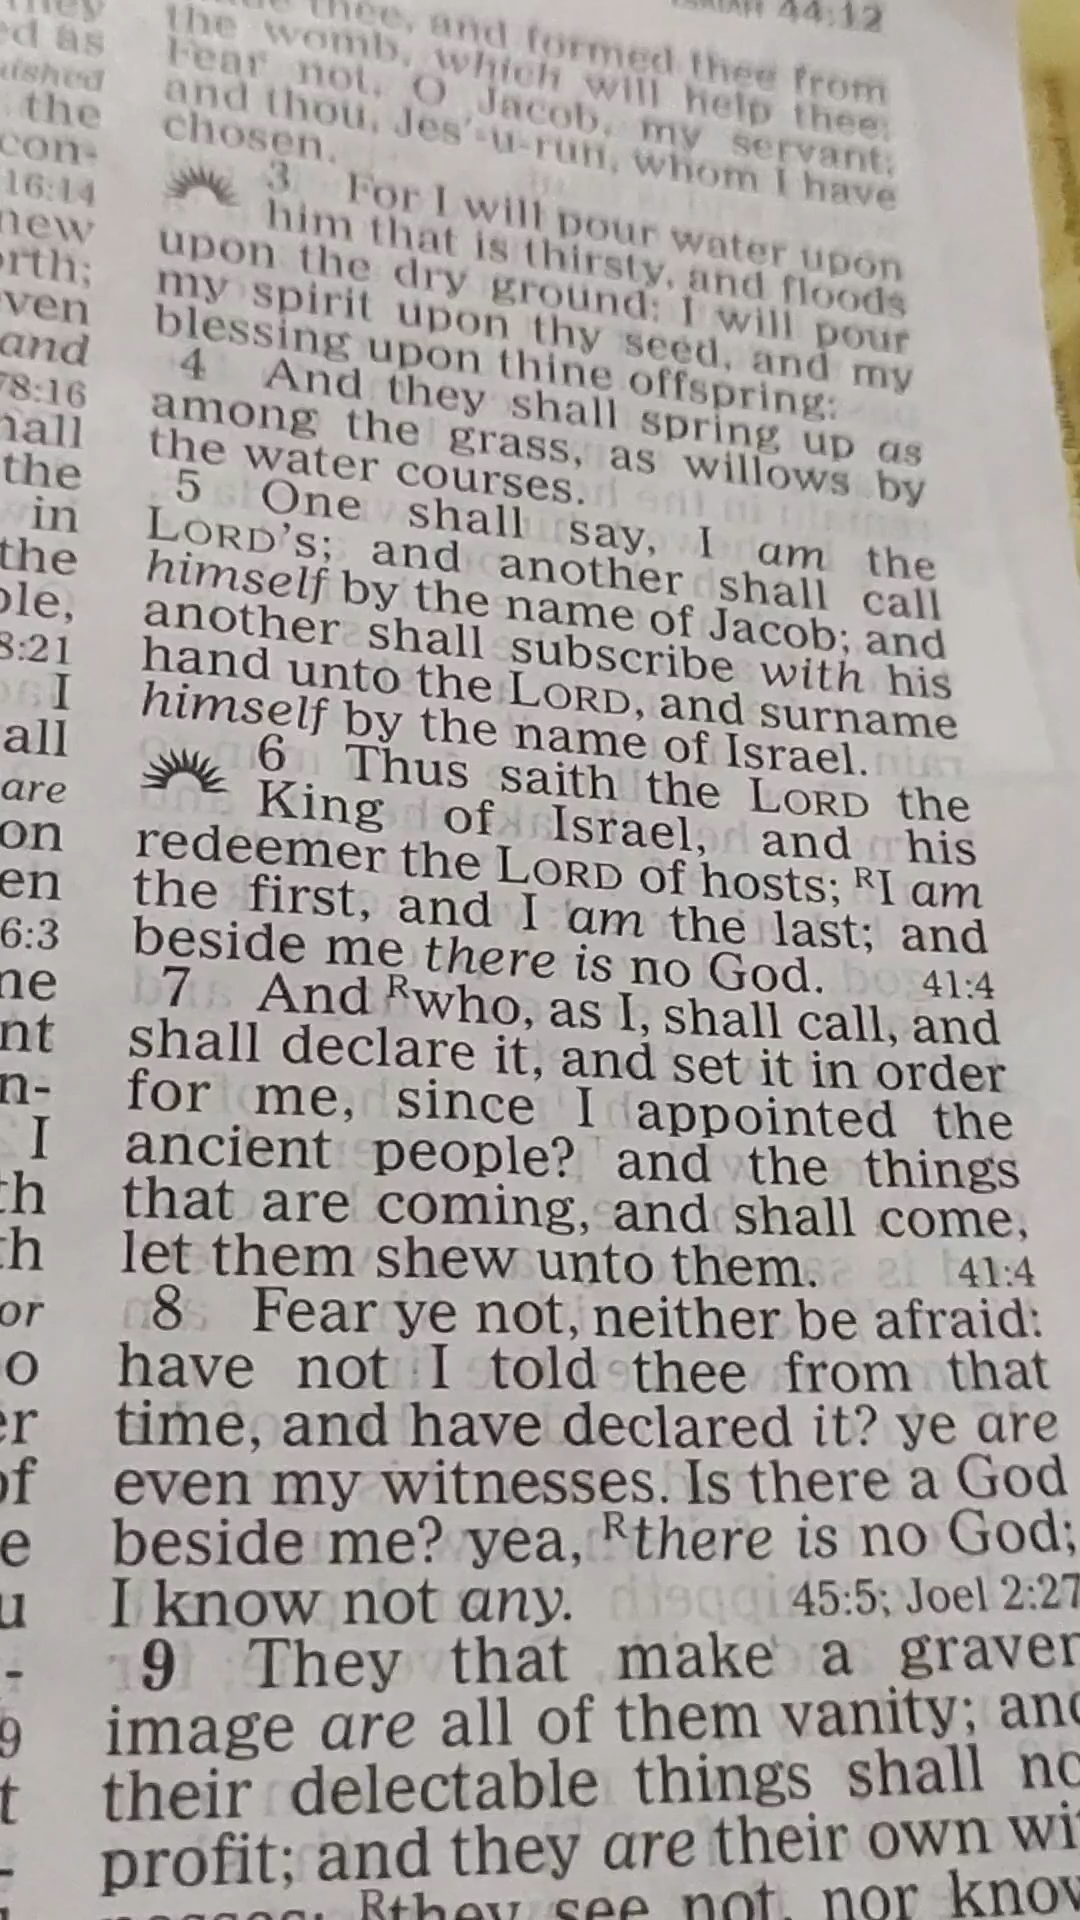 ISAIAH 44:12
thee, and formed thee from
the womb, which will help thee;
Fear not, O Jacob, my servant;
and thou, Jes'-u-run, whom I have
chosen.
3 For I will pour water upon
him that is thirsty, and floods
upon the dry ground: I will pour
my spirit upon thy seed, and my
blessing upon thine offspring:
4 And they shall spring up as
among the grass, as willows by
the water courses.
5 One shall say, I am the
LORD'S; and another shall call
himself by the name of Jacob; and
another shall subscribe with his
hand unto the LORD, and surname
himself by the name of Israel.
6 Thus saith the LORD the
King of Israel, and his
redeemer the LORD of hosts; RI am
the first, and I am the last; and
beside me there is no God. 41:4
7 And Rwho, as I, shall call, and
shall declare it, and set it in order
for me, since I appointed the
ancient people? and the things
that are coming, and shall come,
let them shew unto them. 41:4
8 Fear ye not, neither be afraid:
have not I told thee from that
time, and have declared it? ye are
even my witnesses. Is there a God
beside me? yea, Rthere is no God;
I know not any. 45:5; Joel 2:27
9 They that make a graven
image are all of them vanity; and
their delectable things shall no
profit; and they are their own wi
Rthey see not, nor know